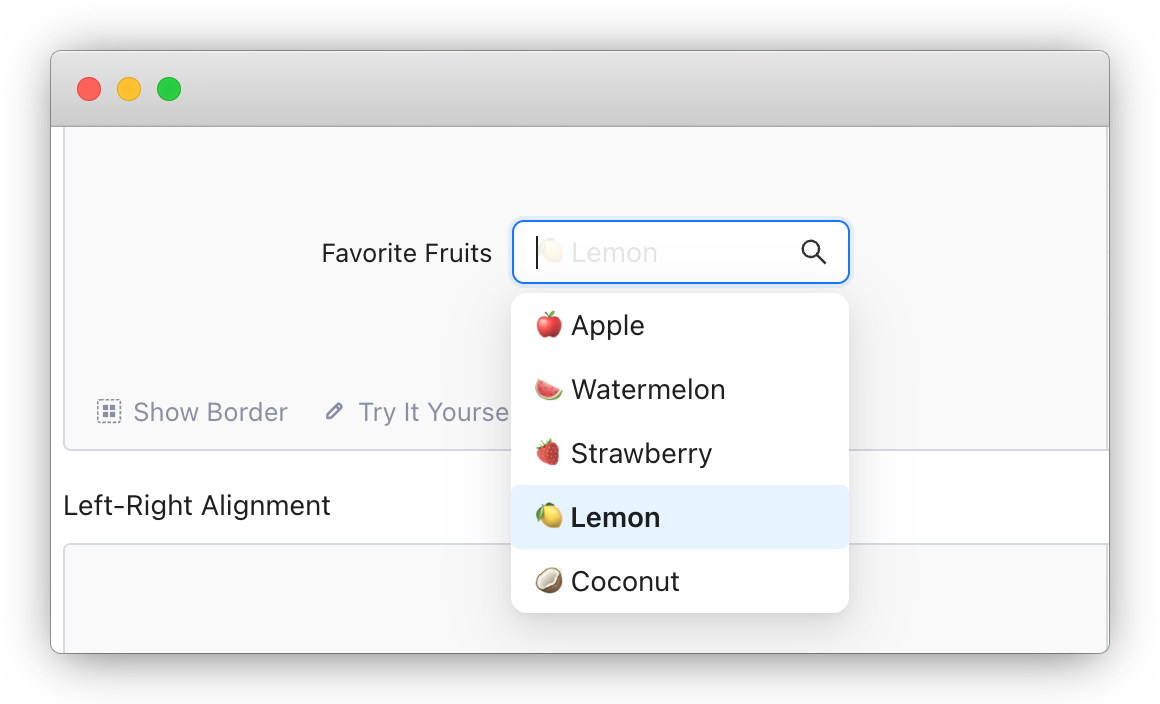 Favorite Fruits
Lemon
Apple
Watermelon
Strawberry
Lemon
Coconut
Show Border
Try It Yourse
Left-Right Alignment